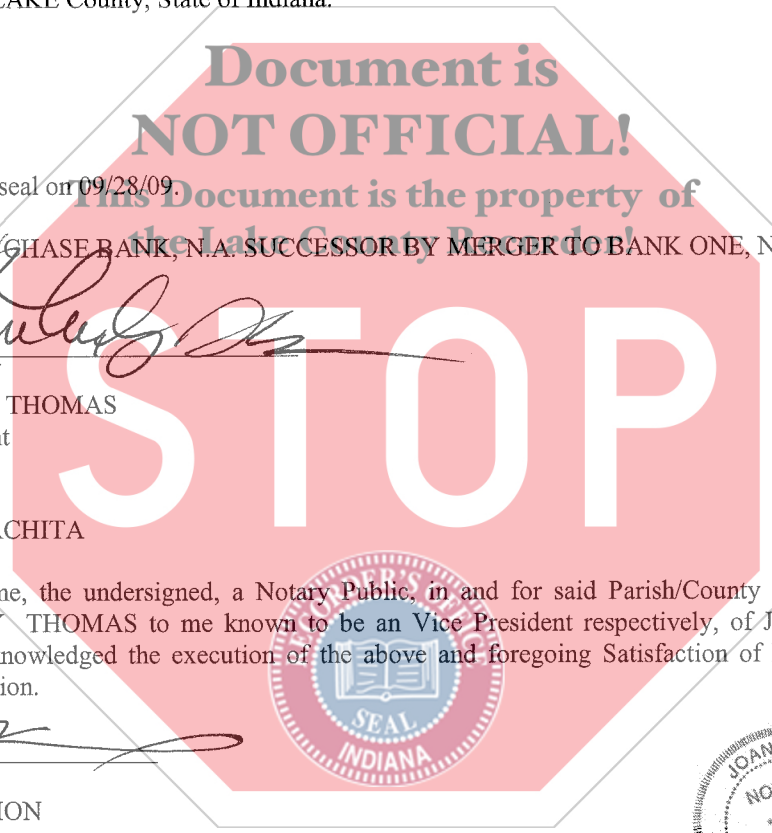 LAKE County, State of Indiana.
Document is
NOT OFFICIAL!
seal on 09/28/09.
This Document is the property of
the Lake County Recorder!
CHASE BANK, N.A. SUCCESSOR BY MERGER TO BANK ONE, N
STOP
THOMAS
ACHITA
me, the undersigned, a Notary Public, in and for said Parish/County
THOMAS to me known to be an Vice President respectively, of J
nowledged the execution of the above and foregoing Satisfaction of
ion.
RECORDER'S OFFICE
SEAL
INDIANA
JOAN
NO
ION